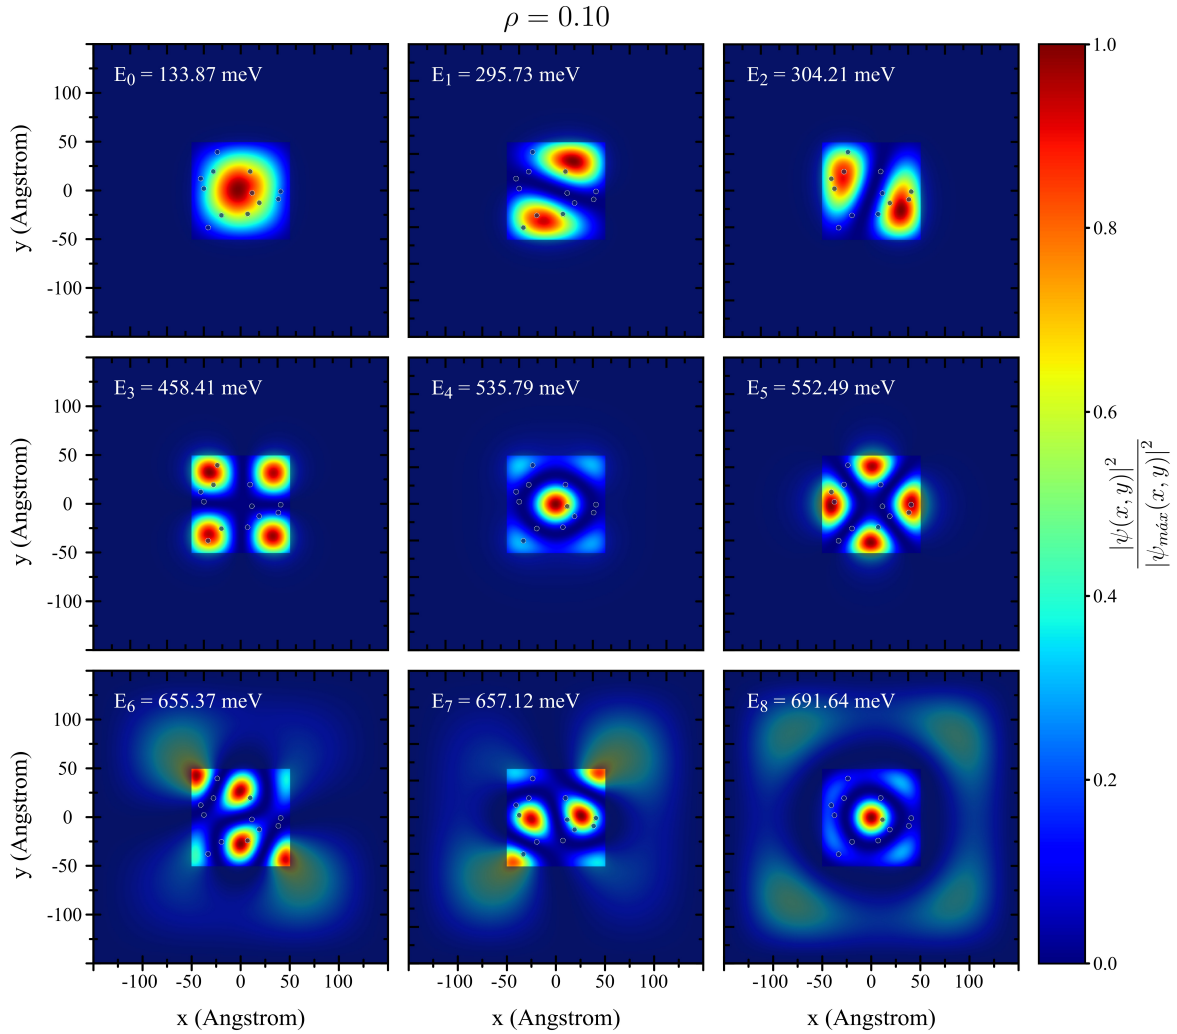 ρ = 0.10
E0 = 133.87 meV
E1 = 295.73 meV
E2 = 304.21 meV
1.0
100
50
0
-50
-100
y (Angstrom)
0.8
E3 = 458.41 meV
E4 = 535.79 meV
E5 = 552.49 meV
100
50
0
-50
-100
y (Angstrom)
0.6
0.4
|ψ(x, y)|²
|ψmáx(x, y)|²
E6 = 655.37 meV
E7 = 657.12 meV
E8 = 691.64 meV
100
50
0
-50
-100
y (Angstrom)
0.2
0.0
-100 -50 0 50 100
-100 -50 0 50 100
-100 -50 0 50 100
x (Angstrom)
x (Angstrom)
x (Angstrom)